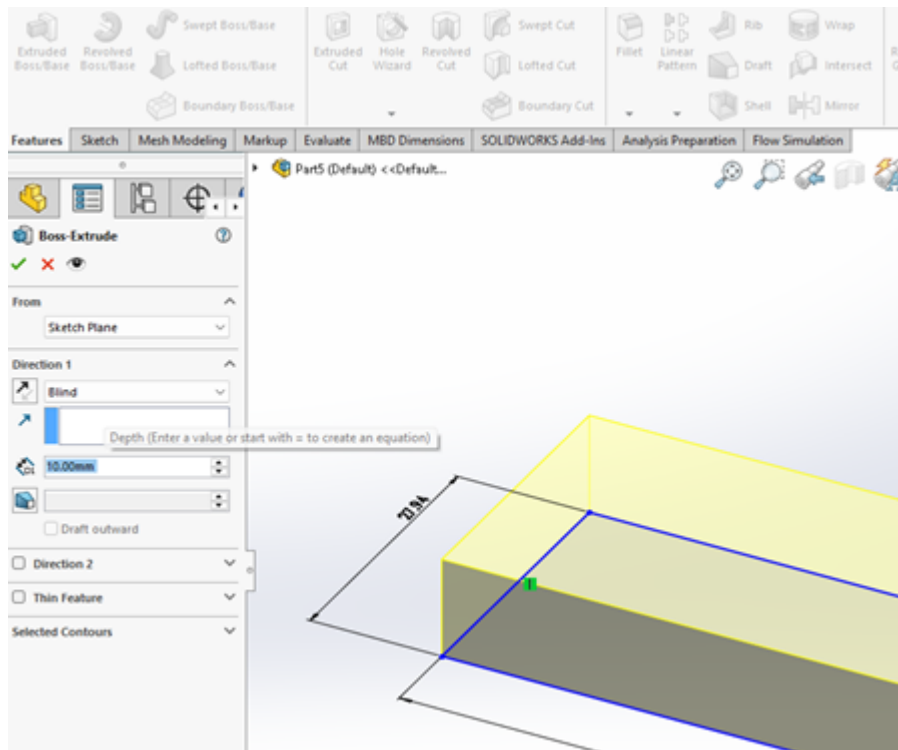 Extruded Boss/Base
Revolved Boss/Base
Swept Boss/Base
Lofted Boss/Base
Boundary Boss/Base
Extruded Cut
Hole Wizard
Revolved Cut
Swept Cut
Lofted Cut
Boundary Cut
Fillet
Linear Pattern
Rib
Draft
Shell
Wrap
Intersect
Mirror
Features
Sketch
Mesh Modeling
Markup
Evaluate
MBD Dimensions
SOLIDWORKS Add-Ins
Analysis Preparation
Flow Simulation
Part5 (Default) <<Default...
Boss-Extrude
From
Sketch Plane
Direction 1
Blind
Depth (Enter a value or start with = to create an equation)
10.00mm
Draft outward
Direction 2
Thin Feature
Selected Contours
27.94